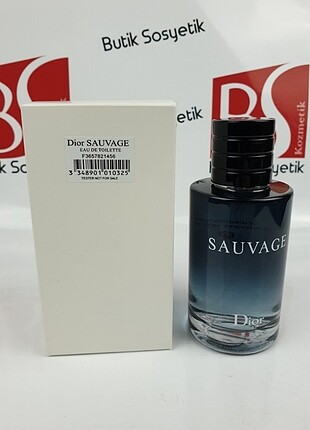 Butik Sosyetik
Butik Sosyetik
BS
Kozmetik
Dior SAUVAGE
EAU DE TOILETTE
F3657821456
3 348901 010325
TESTER NOT FOR SALE
SAUVAGE
Dior